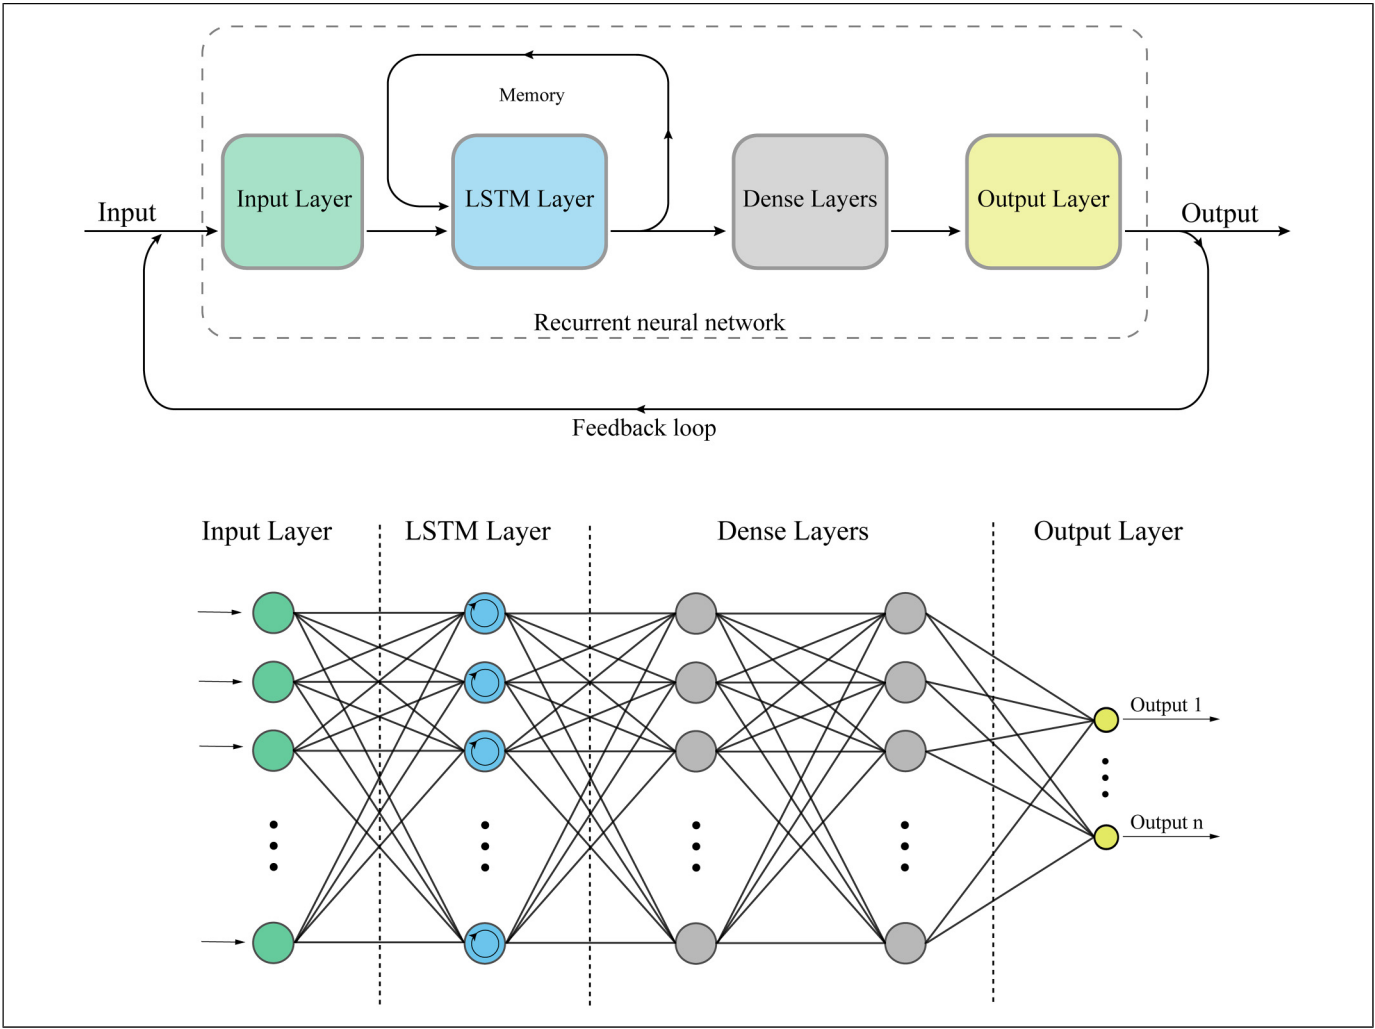 Memory
Input
Input Layer
LSTM Layer
Dense Layers
Output Layer
Output
Recurrent neural network
Feedback loop
Input Layer
LSTM Layer
Dense Layers
Output Layer
Output 1
Output n